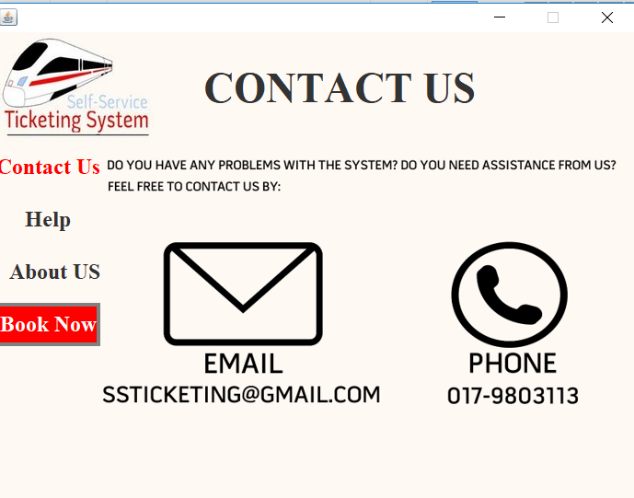 Self-Service
Ticketing System
CONTACT US
Contact Us
Help
About US
Book Now
DO YOU HAVE ANY PROBLEMS WITH THE SYSTEM? DO YOU NEED ASSISTANCE FROM US?
FEEL FREE TO CONTACT US BY:
EMAIL
SSTICKETING@GMAIL.COM
PHONE
017-9803113